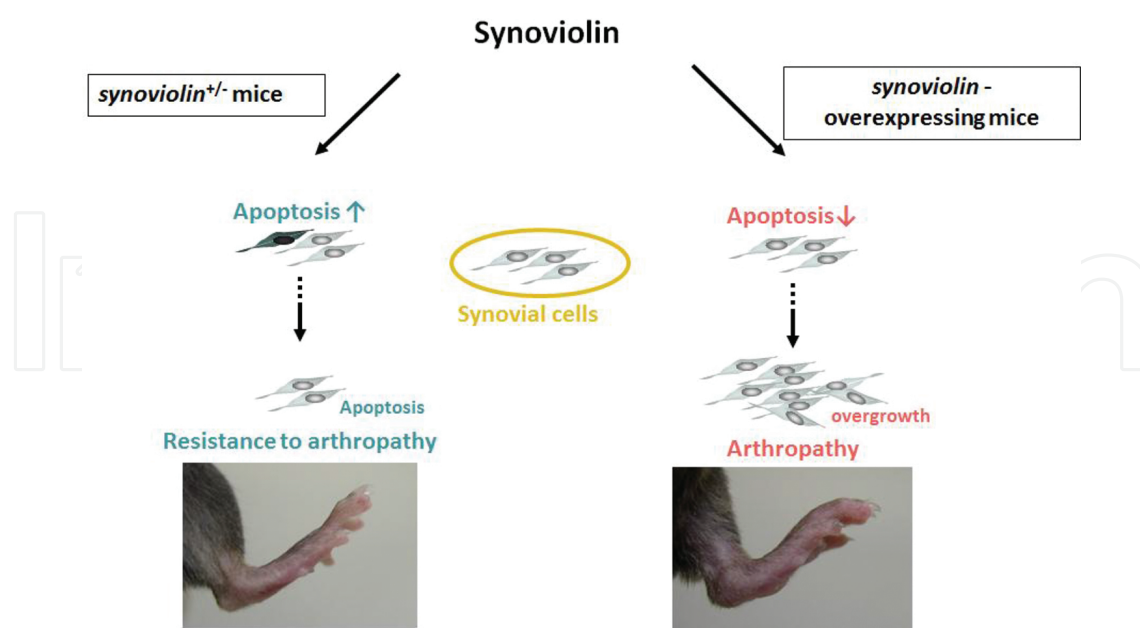 Synoviolin
synoviolin+/- mice
synoviolin -
overexpressing mice
Apoptosis ↑
Apoptosis↓
Synovial cells
Apoptosis
Resistance to arthropathy
overgrowth
Arthropathy